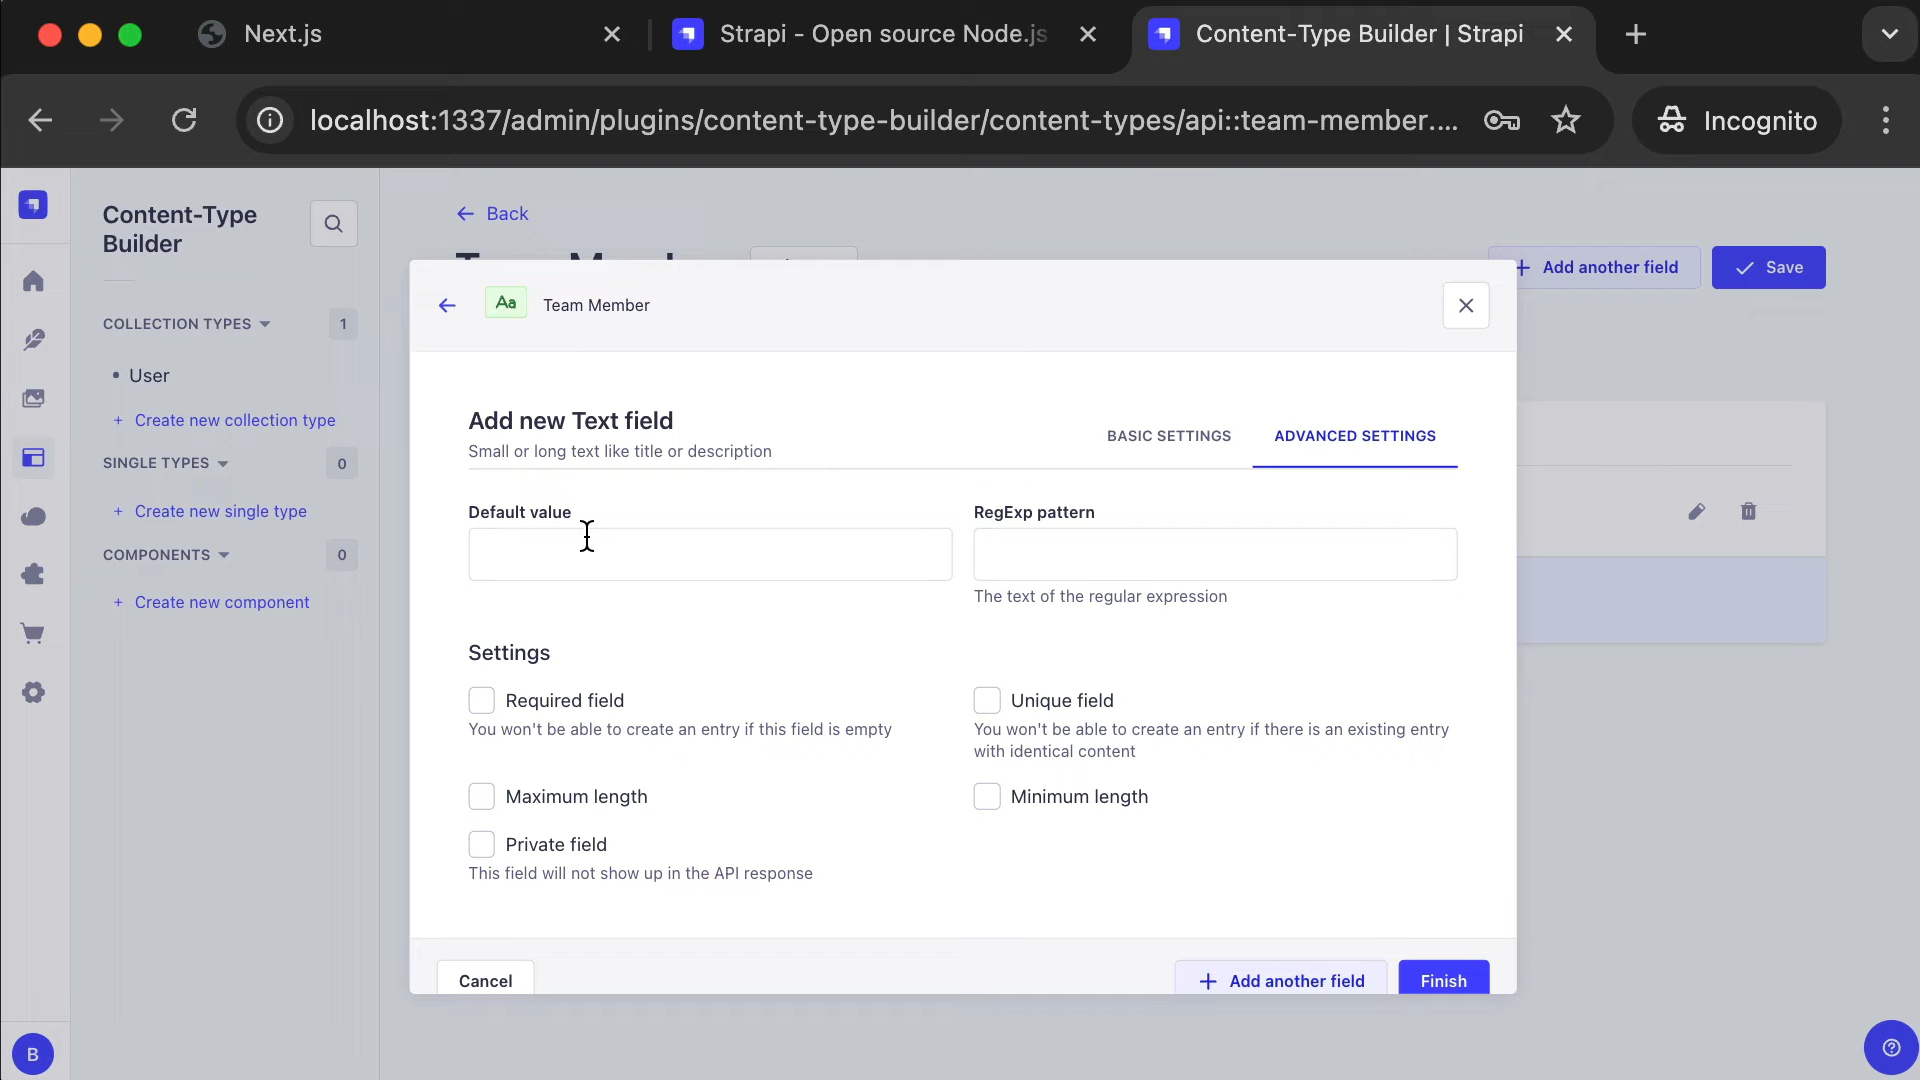 Next.js
Strapi - Open source Node.js
Content-Type Builder | Strapi
localhost:1337/admin/plugins/content-type-builder/content-types/api::team-member....
Incognito
Content-Type
Builder
COLLECTION TYPES
1
User
+ Create new collection type
SINGLE TYPES
0
+ Create new single type
COMPONENTS
0
+ Create new component
B
Back
+ Add another field
Save
Aa
Team Member
Add new Text field
Small or long text like title or description
BASIC SETTINGS
ADVANCED SETTINGS
Default value
RegExp pattern
The text of the regular expression
Settings
Required field
You won't be able to create an entry if this field is empty
Unique field
You won't be able to create an entry if there is an existing entry
with identical content
Maximum length
Minimum length
Private field
This field will not show up in the API response
Cancel
+ Add another field
Finish